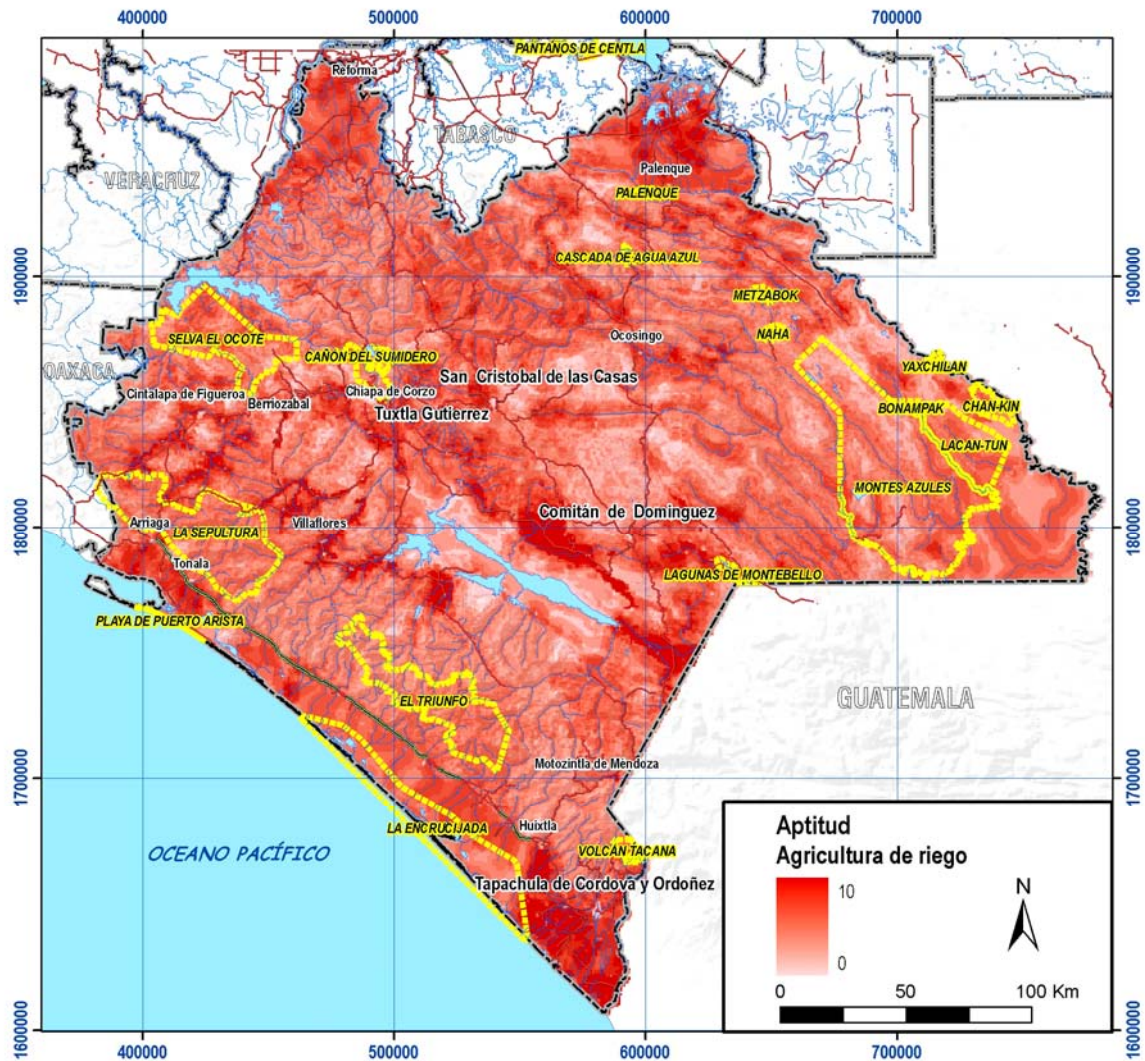 400000
500000
600000
700000
PANTANOS DE CENTLA
Reforma
TABASCO
VERACRUZ
Palenque
PALENQUE
CASCADA DE AGUA AZUL
1900000
1900000
METZABOK
SELVA EL OCOTE
CAÑON DEL SUMIDERO
Ocosingo
NAHA
OAXACA
YAXCHILAN
Cintalapa de Figueroa
Berriozabal
Chiapa de Corzo
San Cristobal de las Casas
Tuxtla Gutierrez
BONAMPAK
CHAN-KIN
LACAN-TUN
MONTES AZULES
Comitán de Domínguez
1800000
1800000
Arriaga
LA SEPULTURA
Villaflores
Tonala
LAGUNAS DE MONTEBELLO
PLAYA DE PUERTO ARISTA
EL TRIUNFO
GUATEMALA
Motozintla de Mendoza
1700000
1700000
LA ENCRUCIJADA
Huixtla
OCEANO PACÍFICO
VOLCAN TACANA
Tapachula de Cordova y Ordoñez
Aptitud
Agricultura de riego
10
0
N
0
50
100 Km
1600000
1600000
400000
500000
600000
700000